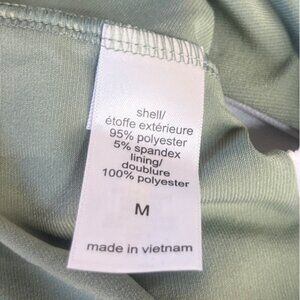 shell/
étoffe extérieure
95% polyester
5% spandex
lining/
doublure
100% polyester
M
made in vietnam